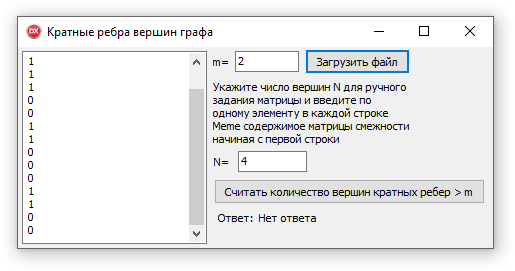 DX Кратные ребра вершин графа
1
1
1
0
0
1
1
0
0
0
1
1
0
0
m= 2 Загрузить файл
Укажите число вершин N для ручного
задания матрицы и введите по
одному элементу в каждой строке
Meme содержимое матрицы смежности
начиная с первой строки
N= 4
Считать количество вершин кратных ребер > m
Ответ: Нет ответа